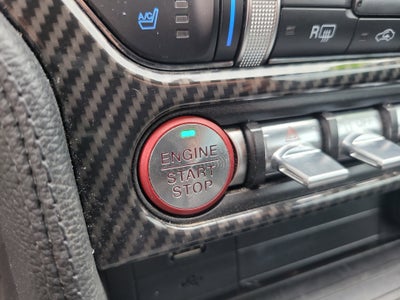 A/C
R
ENGINE
START
STOP